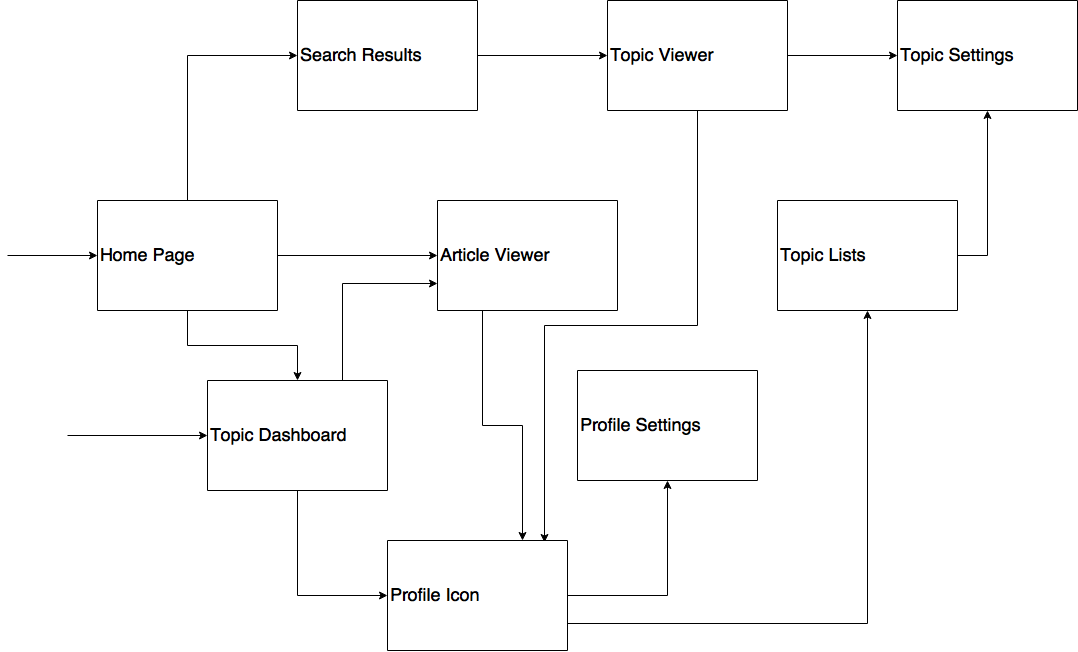 Search Results
Topic Viewer
Topic Settings
Home Page
Article Viewer
Topic Lists
Topic Dashboard
Profile Settings
Profile Icon